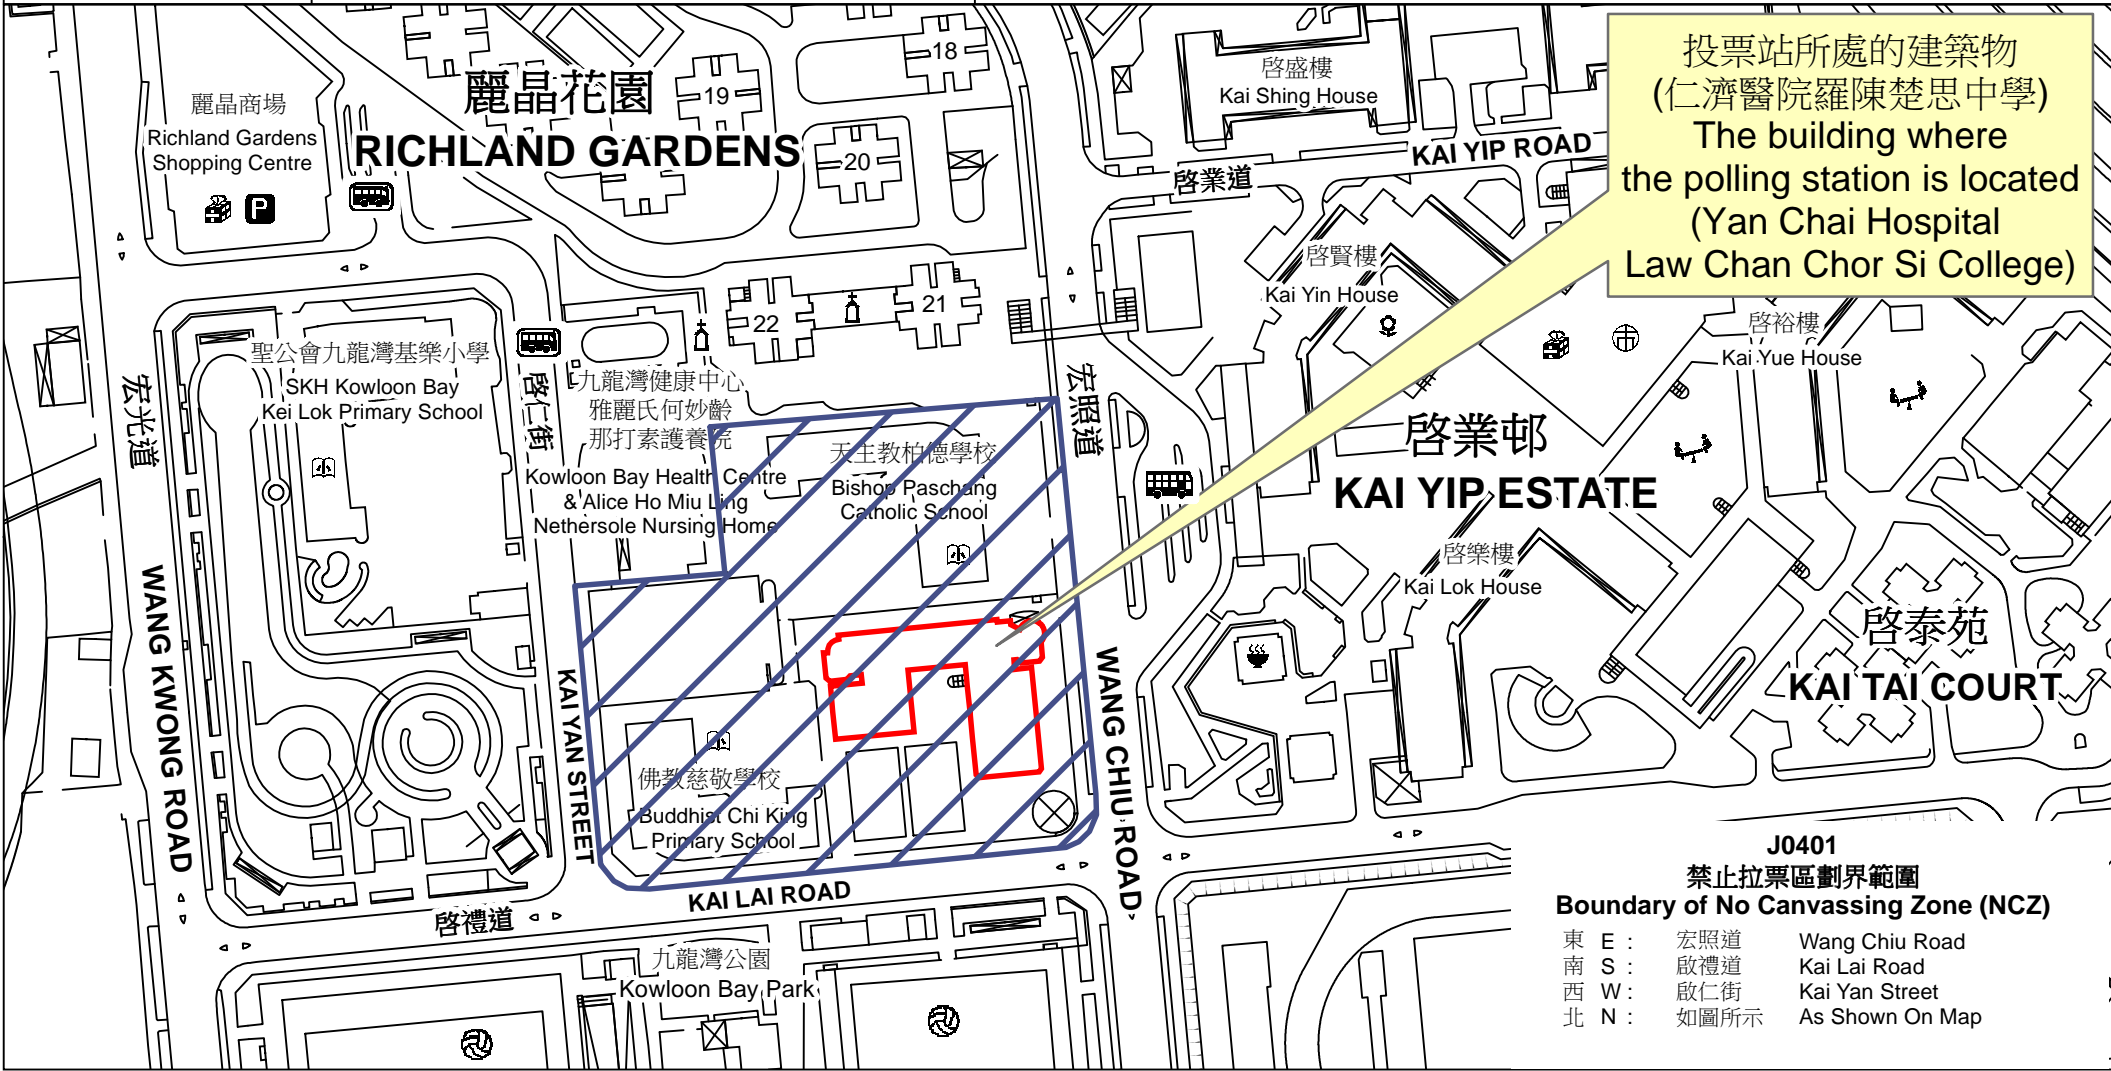 投票站所處的建築物
(仁濟醫院羅陳楚思中學)
The building where
the polling station is located
(Yan Chai Hospital
Law Chan Chor Si College)
麗晶商場
Richland Gardens
Shopping Centre
P
麗晶花園
RICHLAND GARDENS
18
19
20
21
22
啓盛樓
Kai Shing House
KAI YIP ROAD
啓業道
啓賢樓
Kai Yin House
啓裕樓
Kai Yue House
聖公會九龍灣基樂小學
SKH Kowloon Bay
Kei Lok Primary School
宏光道
WANG KWONG ROAD
啓仁街
KAI YAN STREET
九龍灣健康中心
雅麗氏何妙齡
那打素護養院
Kowloon Bay Health Centre
& Alice Ho Miu Ling
Nethersole Nursing Home
天主教柏德學校
Bishop Paschang
Catholic School
宏照道
WANG CHIU ROAD
啓業邨
KAI YIP ESTATE
啓樂樓
Kai Lok House
啓泰苑
KAI TAI COURT
佛教慈敬學校
Buddhist Chi King
Primary School
啓禮道
KAI LAI ROAD
九龍灣公園
Kowloon Bay Park
J0401
禁止拉票區劃界範圍
Boundary of No Canvassing Zone (NCZ)
東 E : 宏照道 Wang Chiu Road
南 S : 啟禮道 Kai Lai Road
西 W : 啟仁街 Kai Yan Street
北 N : 如圖所示 As Shown On Map